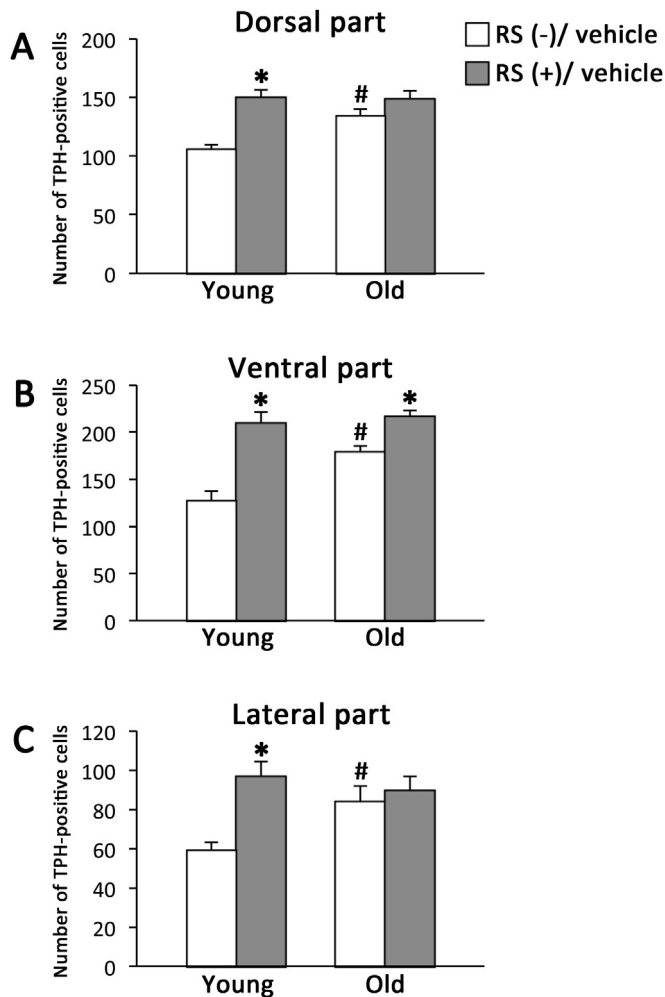 A
Dorsal part
RS (-)/ vehicle
RS (+)/ vehicle
Number of TPH-positive cells
200
150
100
50
0
*
#
Young
Old
B
Ventral part
Number of TPH-positive cells
250
200
150
100
50
0
*
#
*
Young
Old
C
Lateral part
Number of TPH-positive cells
120
100
80
60
40
20
0
*
#
Young
Old